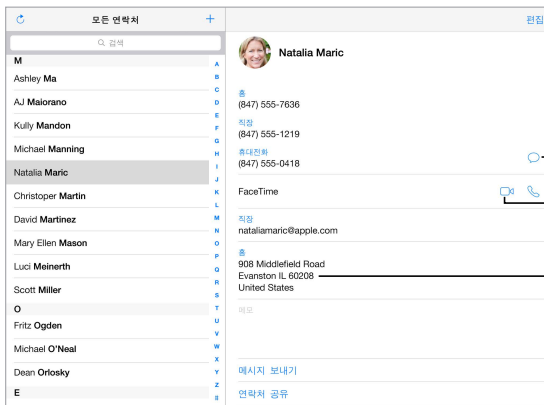 모든 연락처
검색
M
Ashley Ma
AJ Maiorano
Kully Mandon
Michael Manning
Natalia Maric
Christoper Martin
David Martinez
Mary Ellen Mason
Luci Meinerth
Scott Miller
O
Fritz Ogden
Michael O'Neal
Dean Orlosky
E
A
B
C
D
E
F
G
H
I
J
K
L
M
N
O
P
Q
R
S
T
U
V
W
X
Y
Z
편집
Natalia Maric
홈
(847) 555-7636
직장
(847) 555-1219
휴대전화
(847) 555-0418
FaceTime
직장
nataliamaric@apple.com
홈
908 Middlefield Road
Evanston IL 60208
United States
메모
메시지 보내기
연락처 공유